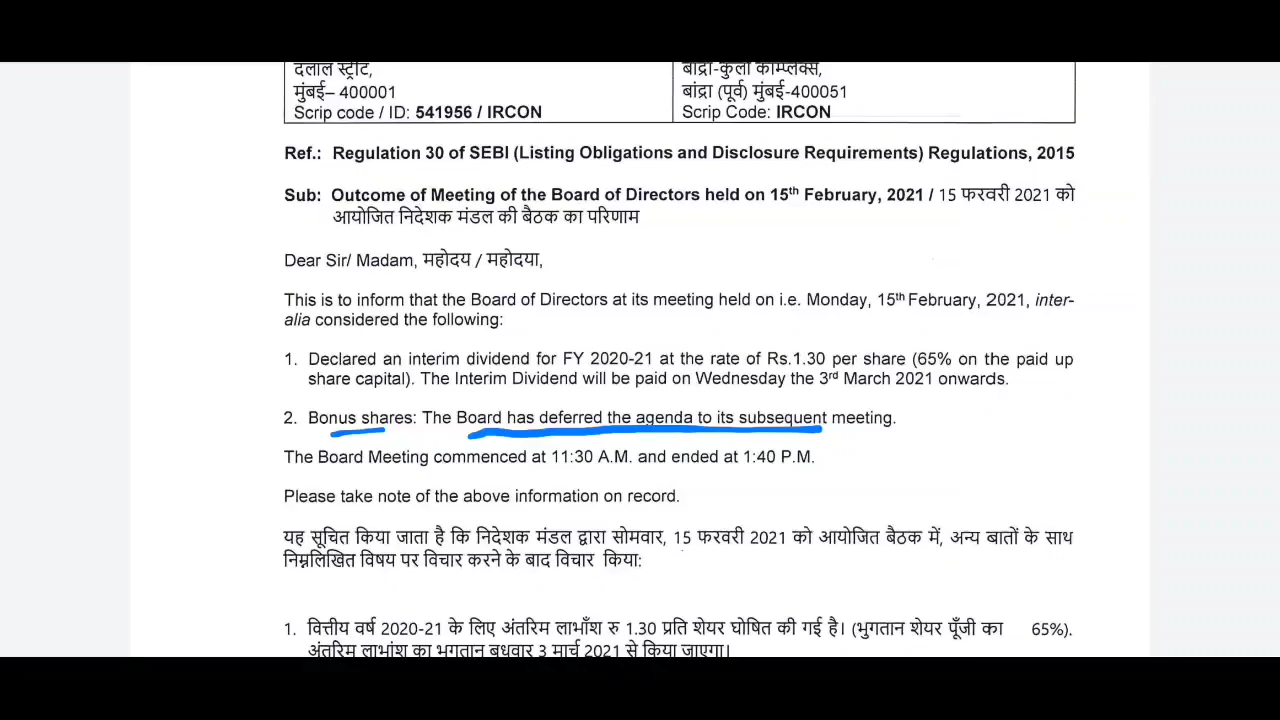 दलाल स्ट्रीट,
मुंबई– 400001
Scrip code / ID: 541956 / IRCON
बांद्रा-कुर्ला काम्प्लेक्स,
बांद्रा (पूर्व) मुंबई-400051
Scrip Code: IRCON
Ref.: Regulation 30 of SEBI (Listing Obligations and Disclosure Requirements) Regulations, 2015
Sub: Outcome of Meeting of the Board of Directors held on 15th February, 2021 / 15 फरवरी 2021 को
आयोजित निदेशक मंडल की बैठक का परिणाम
Dear Sir/ Madam, महोदय / महोदया,
This is to inform that the Board of Directors at its meeting held on i.e. Monday, 15th February, 2021, inter-
alia considered the following:
1. Declared an interim dividend for FY 2020-21 at the rate of Rs.1.30 per share (65% on the paid up
share capital). The Interim Dividend will be paid on Wednesday the 3rd March 2021 onwards.
2. Bonus shares: The Board has deferred the agenda to its subsequent meeting.
The Board Meeting commenced at 11:30 A.M. and ended at 1:40 P.M.
Please take note of the above information on record.
यह सूचित किया जाता है कि निदेशक मंडल द्वारा सोमवार, 15 फरवरी 2021 को आयोजित बैठक में, अन्य बातों के साथ
निम्नलिखित विषय पर विचार करने के बाद विचार किया:
1. वित्तीय वर्ष 2020-21 के लिए अंतरिम लाभाँश रु 1.30 प्रति शेयर घोषित की गई है। (भुगतान शेयर पूँजी का 65%).
अंतरिम लाभांश का भुगतान बुधवार 3 मार्च 2021 से किया जाएगा।